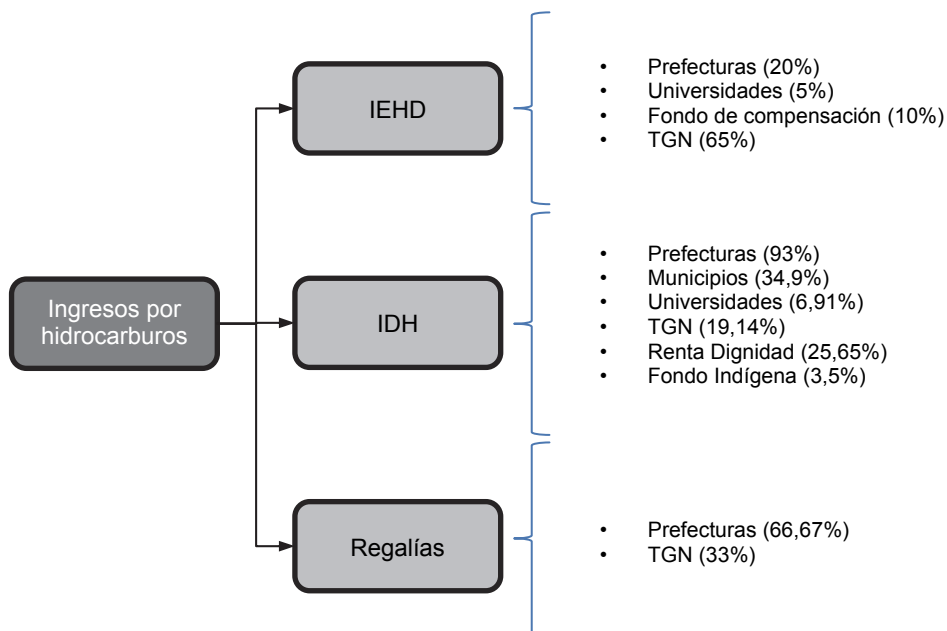 Ingresos por
hidrocarburos
IEHD
• Prefecturas (20%)
• Universidades (5%)
• Fondo de compensación (10%)
• TGN (65%)
IDH
• Prefecturas (93%)
• Municipios (34,9%)
• Universidades (6,91%)
• TGN (19,14%)
• Renta Dignidad (25,65%)
• Fondo Indígena (3,5%)
Regalías
• Prefecturas (66,67%)
• TGN (33%)